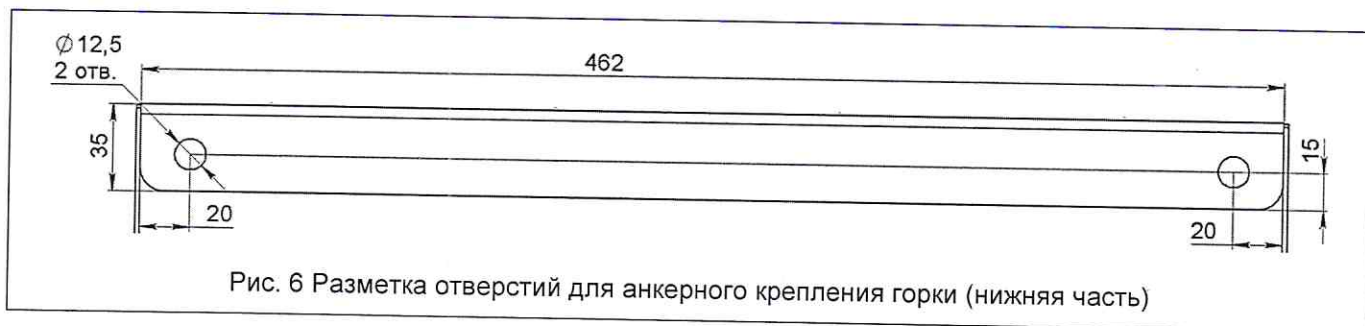 Ø 12,5
2 отв.
462
35
15
20
20
Рис. 6 Разметка отверстий для анкерного крепления горки (нижняя часть)